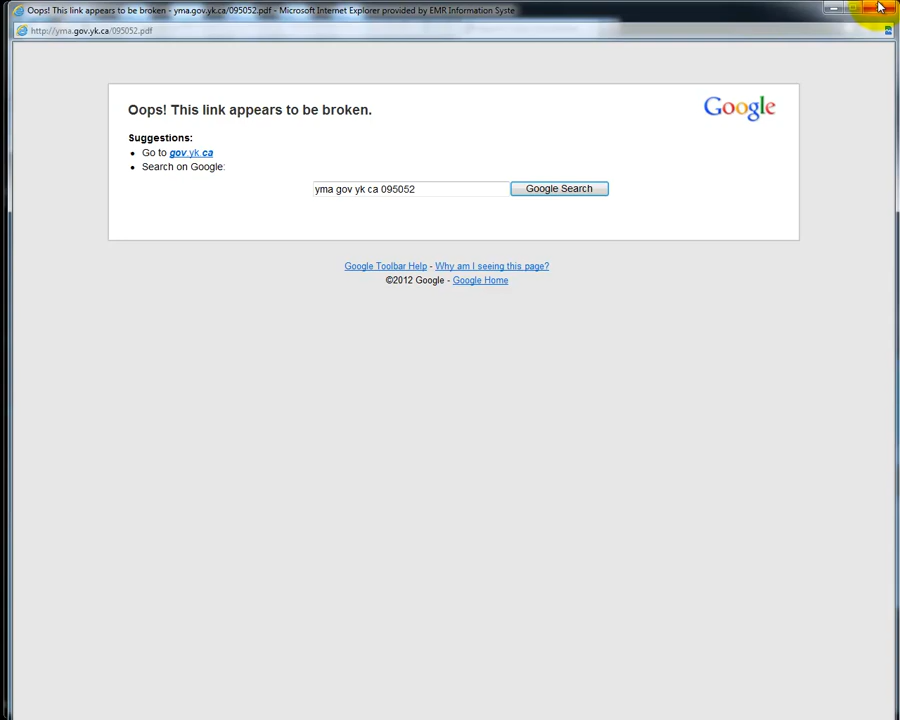 Oops! This link appears to be broken. - yma.gov.yk.ca/095052.pdf - Microsoft Internet Explorer provided by EMR Information Syste
http://yma.gov.yk.ca/095052.pdf
Oops! This link appears to be broken.
Google
Suggestions:
Go to gov.yk.ca
Search on Google:
yma gov yk ca 095052 Google Search
Google Toolbar Help - Why am I seeing this page?
©2012 Google - Google Home